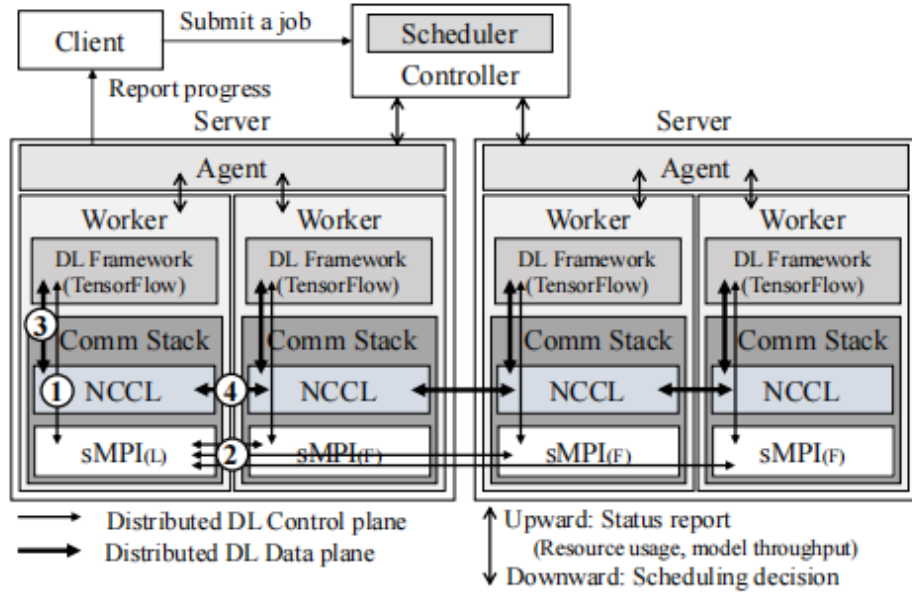 Client
Submit a job
Scheduler
Controller
Report progress
Server
Server
Agent
Agent
Worker
Worker
Worker
Worker
DL Framework
(TensorFlow)
DL Framework
(TensorFlow)
DL Framework
(TensorFlow)
DL Framework
(TensorFlow)
3
Comm Stack
Comm Stack
Comm Stack
Comm Stack
1
NCCL
4
NCCL
NCCL
NCCL
sMPI(L)
2
sMPI(F)
sMPI(F)
sMPI(F)
Distributed DL Control plane
Distributed DL Data plane
Upward: Status report
(Resource usage, model throughput)
Downward: Scheduling decision